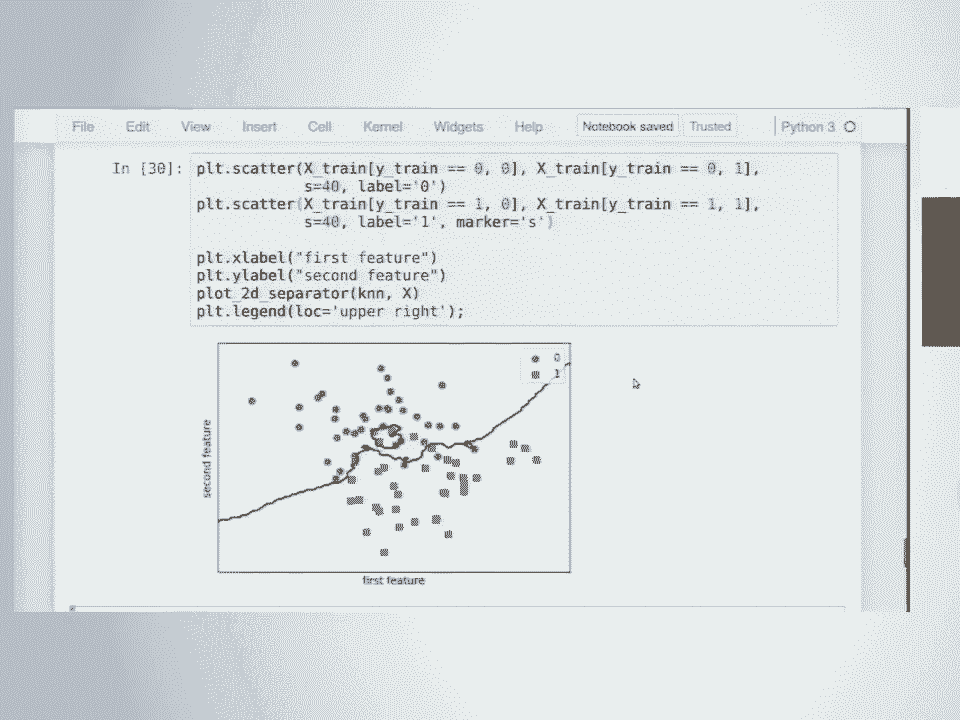 File Edit View Insert Cell Kernel Widgets Help Notebook saved Trusted Python 3
In [30]: plt.scatter(X_train[y_train == 0, 0], X_train[y_train == 0, 1],
s=40, label='0')
plt.scatter(X_train[y_train == 1, 0], X_train[y_train == 1, 1],
s=40, label='1', marker='s')
plt.xlabel("first feature")
plt.ylabel("second feature")
plot_2d_separator(knn, X)
plt.legend(loc='upper right');
0
1
second feature
first feature